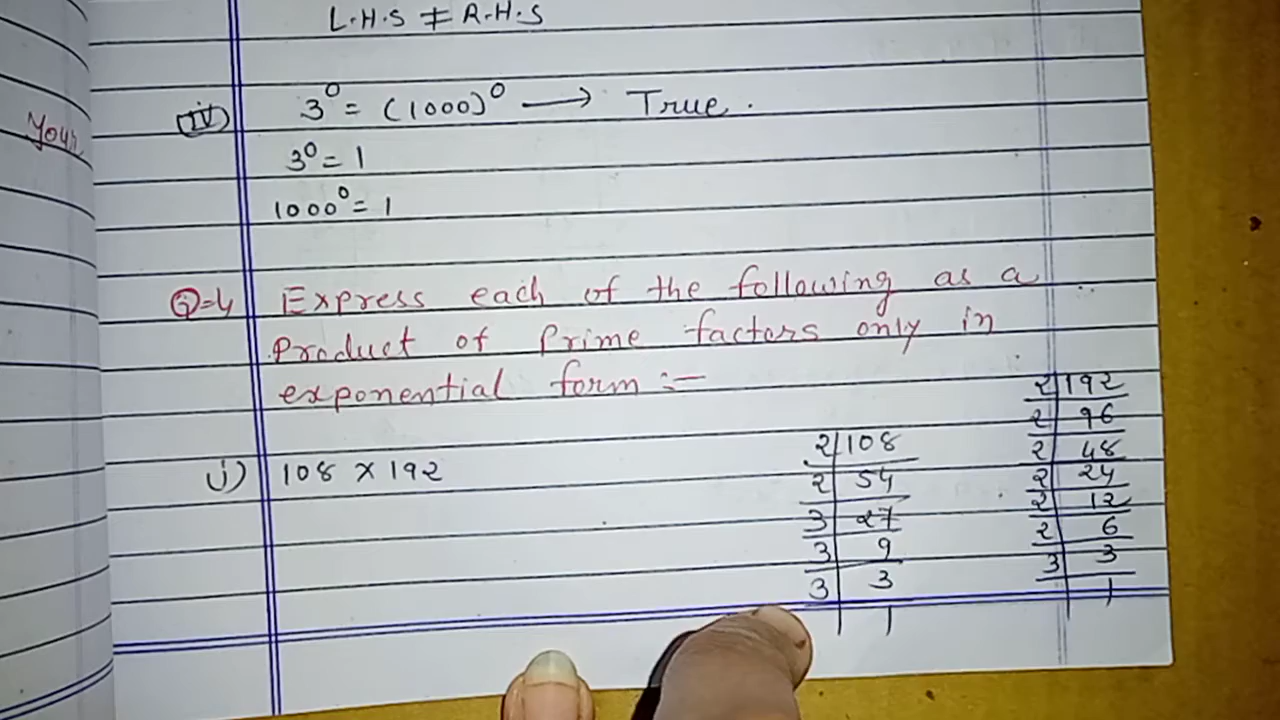 L.H.S ≠ R.H.S
(iv) 3⁰ = (1000)⁰ ⟶ True.
Your
3⁰ = 1
1000⁰ = 1
Q=4 Express each of the following as a
Product of Prime factors only in
exponential form :-
(i) 108 × 192
2 108
2 54
3 27
3 9
3 3
1
2 192
2 96
2 48
2 24
2 12
2 6
3 3
1